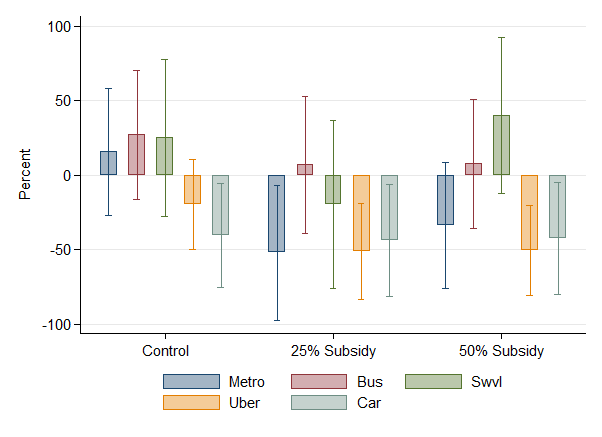 100
50
0
-50
-100
Percent
Control 25% Subsidy 50% Subsidy
Metro Bus Swvl
Uber Car